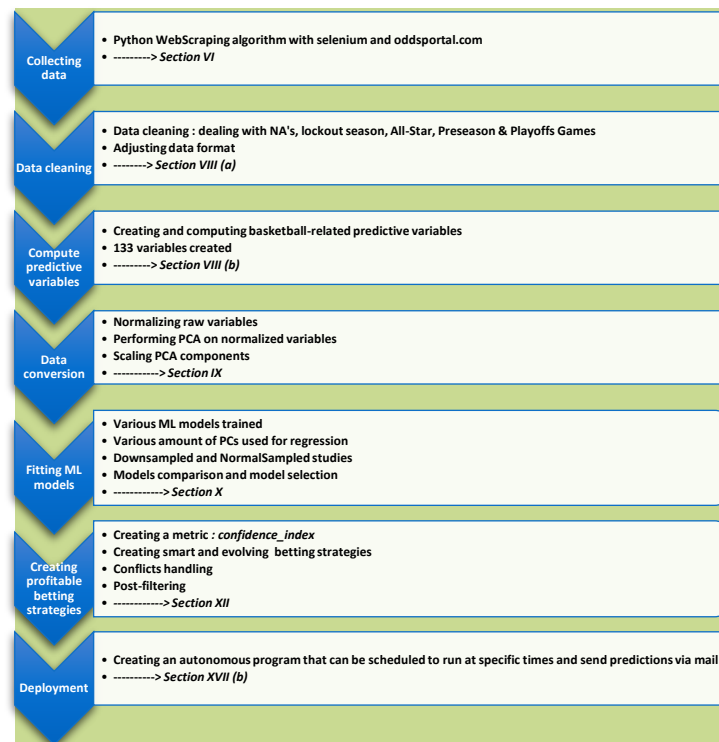 Collecting
data
• Python WebScraping algorithm with selenium and oddsportal.com
• ---------> Section VI
Data cleaning
• Data cleaning : dealing with NA's, lockout season, All-Star, Preseason & Playoffs Games
• Adjusting data format
• --------> Section VIII (a)
Compute
predictive
variables
• Creating and computing basketball-related predictive variables
• 133 variables created
• ---------> Section VIII (b)
Data
conversion
• Normalizing raw variables
• Performing PCA on normalized variables
• Scaling PCA components
• -----------> Section IX
Fitting ML
models
• Various ML models trained
• Various amount of PCs used for regression
• Downsampled and NormalSampled studies
• Models comparison and model selection
• ------------> Section X
Creating
profitable
betting
strategies
• Creating a metric : confidence_index
• Creating smart and evolving betting strategies
• Conflicts handling
• Post-filtering
• ------------> Section XII
Deployment
• Creating an autonomous program that can be scheduled to run at specific times and send predictions via mail
• ----------> Section XVII (b)